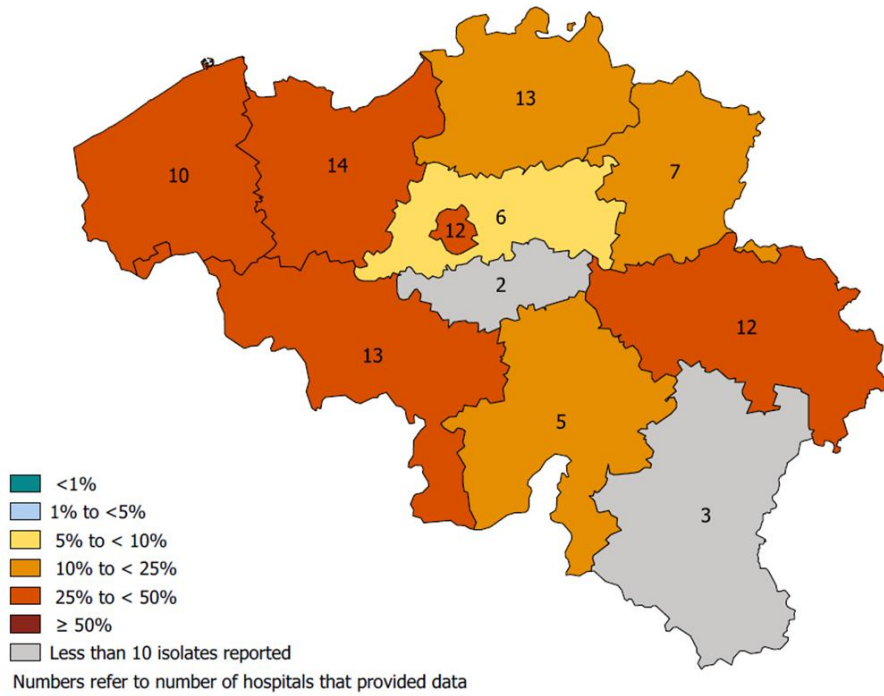 13
7
10
14
6
12
2
12
13
5
3
<1%
1% to <5%
5% to < 10%
10% to < 25%
25% to < 50%
≥ 50%
Less than 10 isolates reported
Numbers refer to number of hospitals that provided data